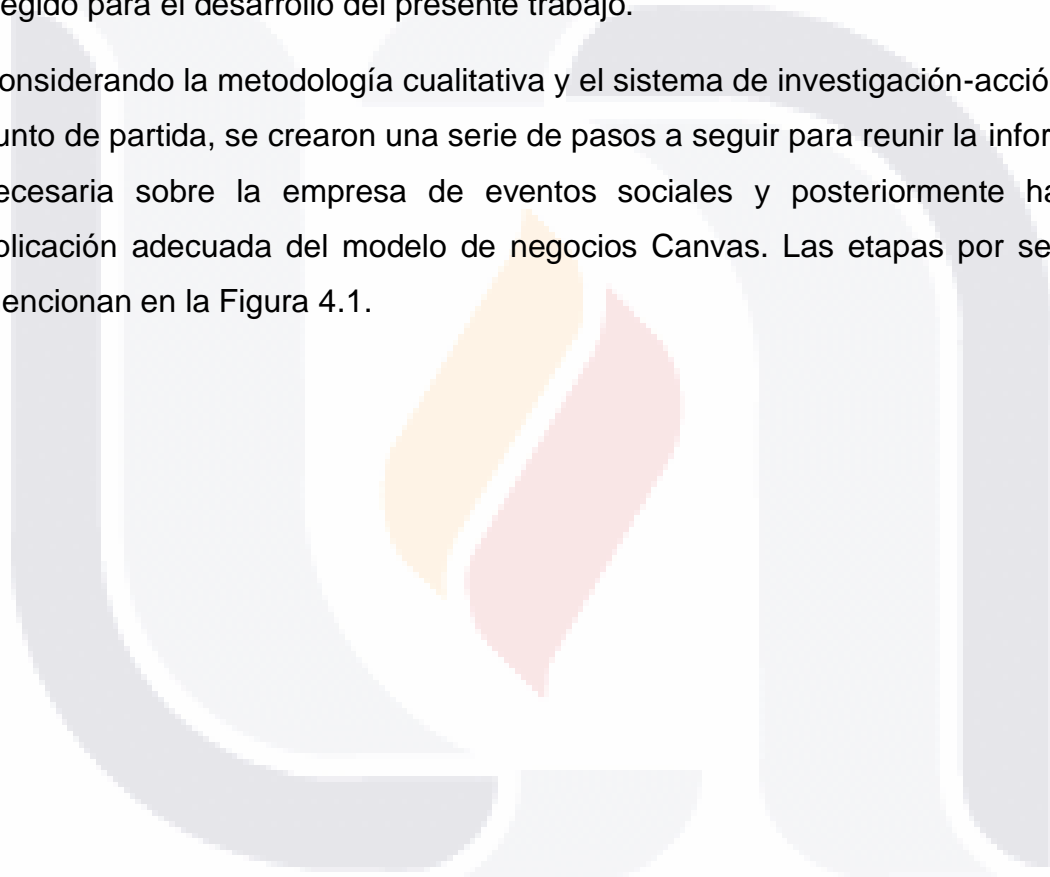 egido para el desarrollo del presente trabajo.
onsiderando la metodología cualitativa y el sistema de investigación-acció
unto de partida, se crearon una serie de pasos a seguir para reunir la infor
ecesaria sobre la empresa de eventos sociales y posteriormente ha
plicación adecuada del modelo de negocios Canvas. Las etapas por se
encionan en la Figura 4.1.